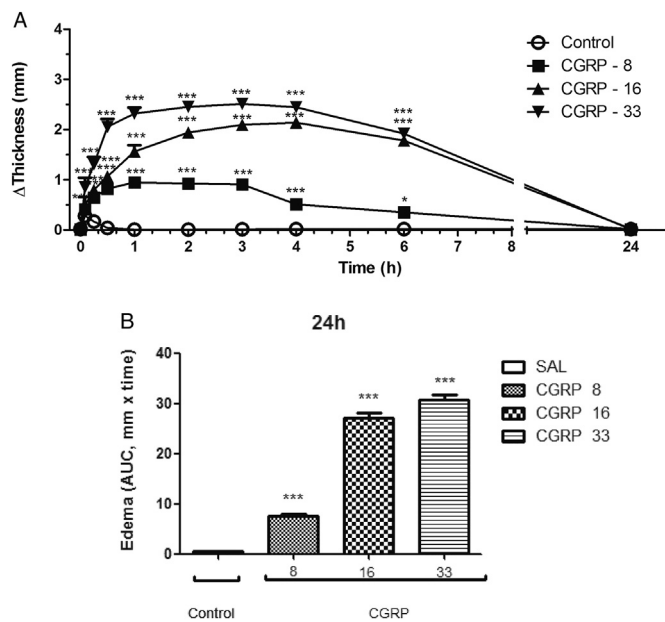 A
Δ Thickness (mm)
4
3
2
1
0
Control
CGRP - 8
CGRP - 16
CGRP - 33
*** *** *** *** *** *** *** ***
*** *** *** *** *** ***
*** *** *** *** *
0 1 2 3 4 5 6 7 8 24
Time (h)
B
24h
Edema (AUC, mm x time)
40
30
20
10
0
SAL
CGRP 8
CGRP 16
CGRP 33
*** *** ***
8 16 33
Control CGRP